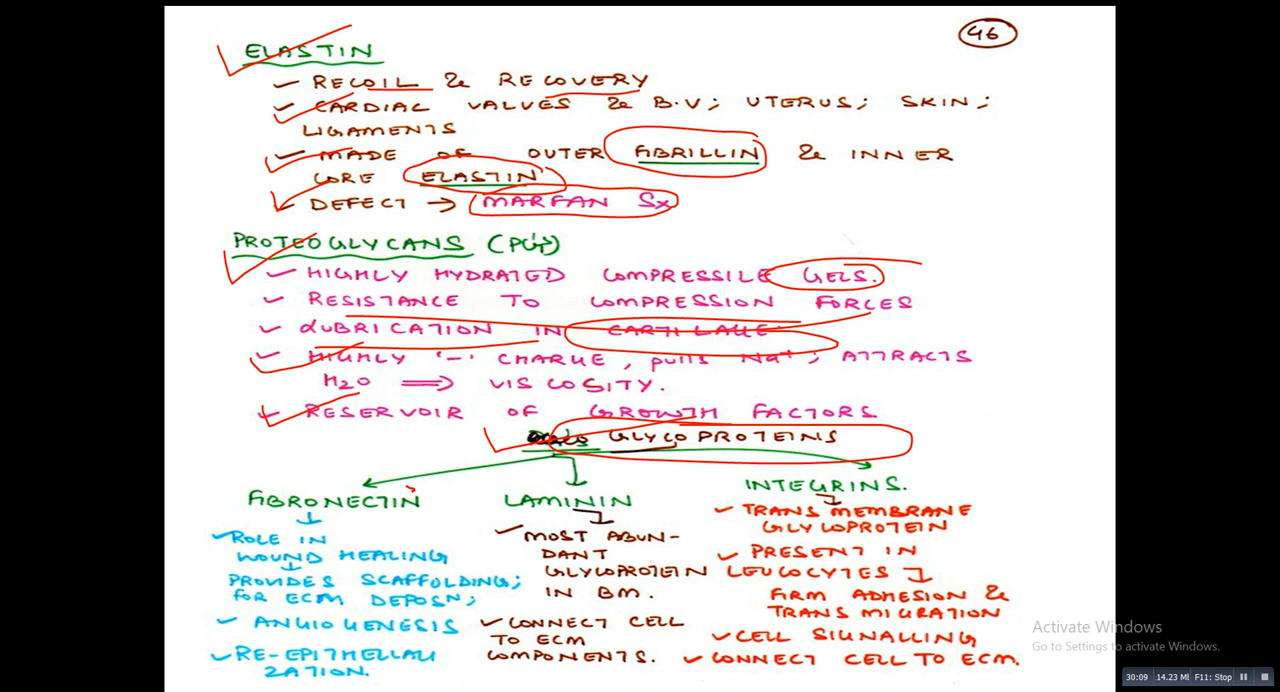 46
ELASTIN
RECOIL & RECOVERY
CARDIAL VALVES & B.V; UTERUS; SKIN;
LIGAMENTS
MADE OF OUTER FIBRILLIN & INNER
CORE ELASTIN
DEFECT → MARFAN Sx
PROTEOGLYCANS (PG's)
HIGHLY HYDRATED COMPRESSILE GELS.
RESISTANCE TO COMPRESSION FORCES
LUBRICATION IN CARTILAGE
HIGHLY '-' CHARGE, pulls Na+; ATTRACTS
H2O ⇒ VISCOSITY.
RESERVOIR OF GROWTH FACTORS
GLYCOPROTEINS
FIBRONECTIN
ROLE IN
WOUND HEALING
PROVIDES SCAFFOLDING;
FOR ECM DEPOSN;
ANGIOGENESIS
RE-EPITHELIALI
ZATION.
LAMININ
MOST ABUN-
DANT
GLYCOPROTEIN
IN BM.
CONNECT CELL
TO ECM
COMPONENTS.
INTEGRINS.
TRANS MEMBRANE
GLYCOPROTEIN
PRESENT IN
LEUCOCYTES
FIRM ADHESION &
TRANS MIGRATION
CELL SIGNALLING
CONNECT CELL TO ECM.
Activate Windows
Go to Settings to activate Windows.
30:09 14.23 MI F11: Stop